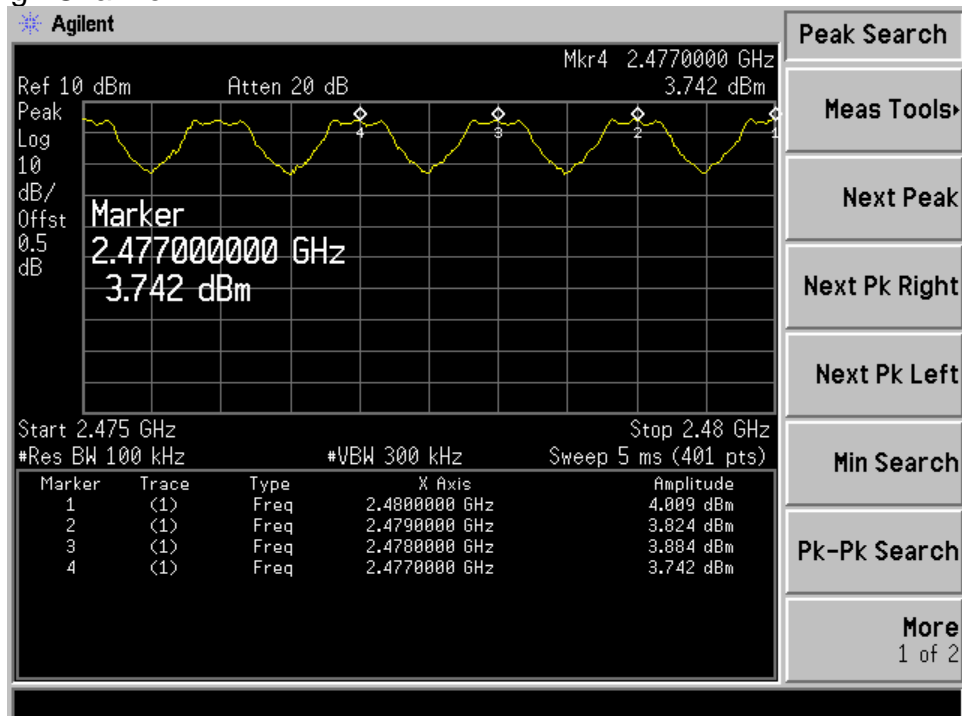 Agilent
Peak Search
Mkr4 2.4770000 GHz
Ref 10 dBm Atten 20 dB 3.742 dBm
Peak
Log
10
dB/
Offst
0.5
dB
4 3 2 1
Marker
2.477000000 GHz
3.742 dBm
Start 2.475 GHz Stop 2.48 GHz
#Res BW 100 kHz #VBW 300 kHz Sweep 5 ms (401 pts)
Marker Trace Type X Axis Amplitude
1 (1) Freq 2.4800000 GHz 4.009 dBm
2 (1) Freq 2.4790000 GHz 3.824 dBm
3 (1) Freq 2.4780000 GHz 3.884 dBm
4 (1) Freq 2.4770000 GHz 3.742 dBm
Meas Tools
Next Peak
Next Pk Right
Next Pk Left
Min Search
Pk-Pk Search
More
1 of 2